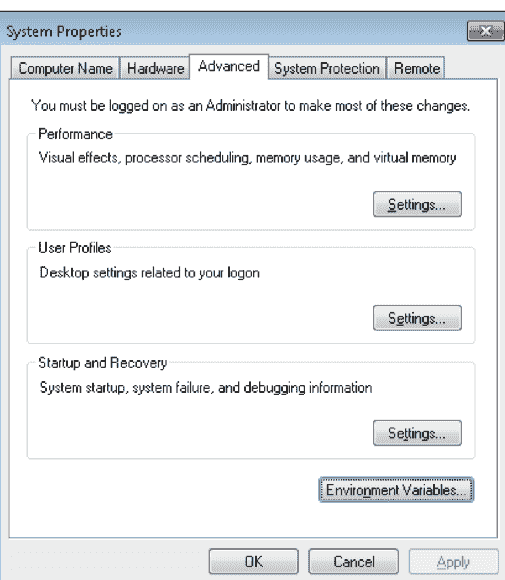 System Properties
Computer Name Hardware Advanced System Protection Remote
You must be logged on as an Administrator to make most of these changes.
Performance
Visual effects, processor scheduling, memory usage, and virtual memory
Settings...
User Profiles
Desktop settings related to your logon
Settings...
Startup and Recovery
System startup, system failure, and debugging information
Settings...
Environment Variables...
OK Cancel Apply